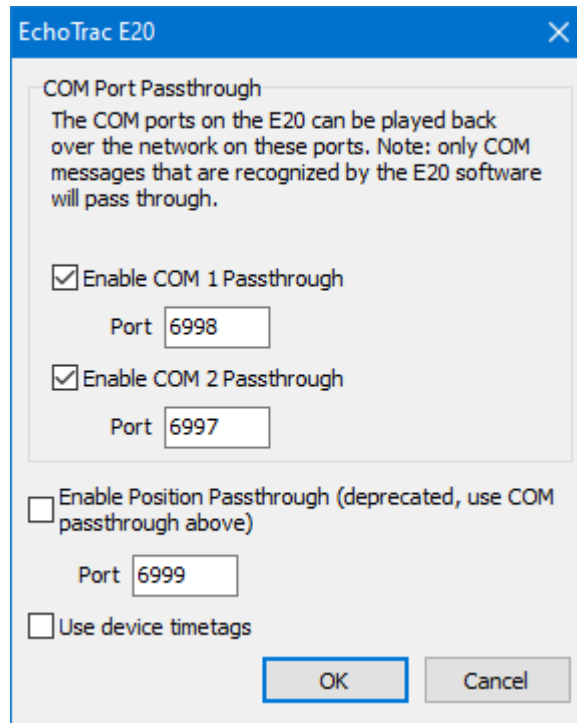 EchoTrac E20
COM Port Passthrough
The COM ports on the E20 can be played back
over the network on these ports. Note: only COM
messages that are recognized by the E20 software
will pass through.
Enable COM 1 Passthrough
Port 6998
Enable COM 2 Passthrough
Port 6997
Enable Position Passthrough (deprecated, use COM
passthrough above)
Port 6999
Use device timetags
OK Cancel